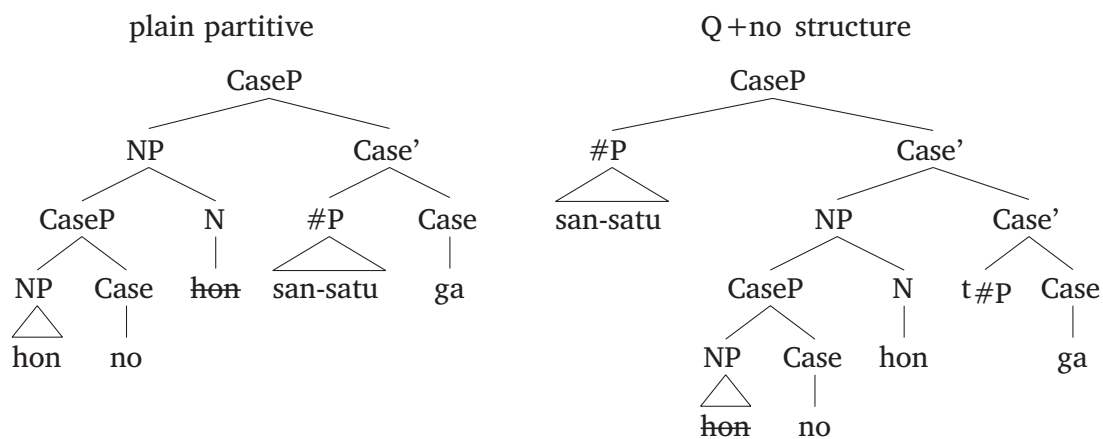 plain partitive Q+no structure
CaseP CaseP
NP Case’ #P Case’
CaseP N #P Case san-satu NP Case’
NP Case hon san-satu ga CaseP N t#P Case
hon no NP Case hon ga
hon no